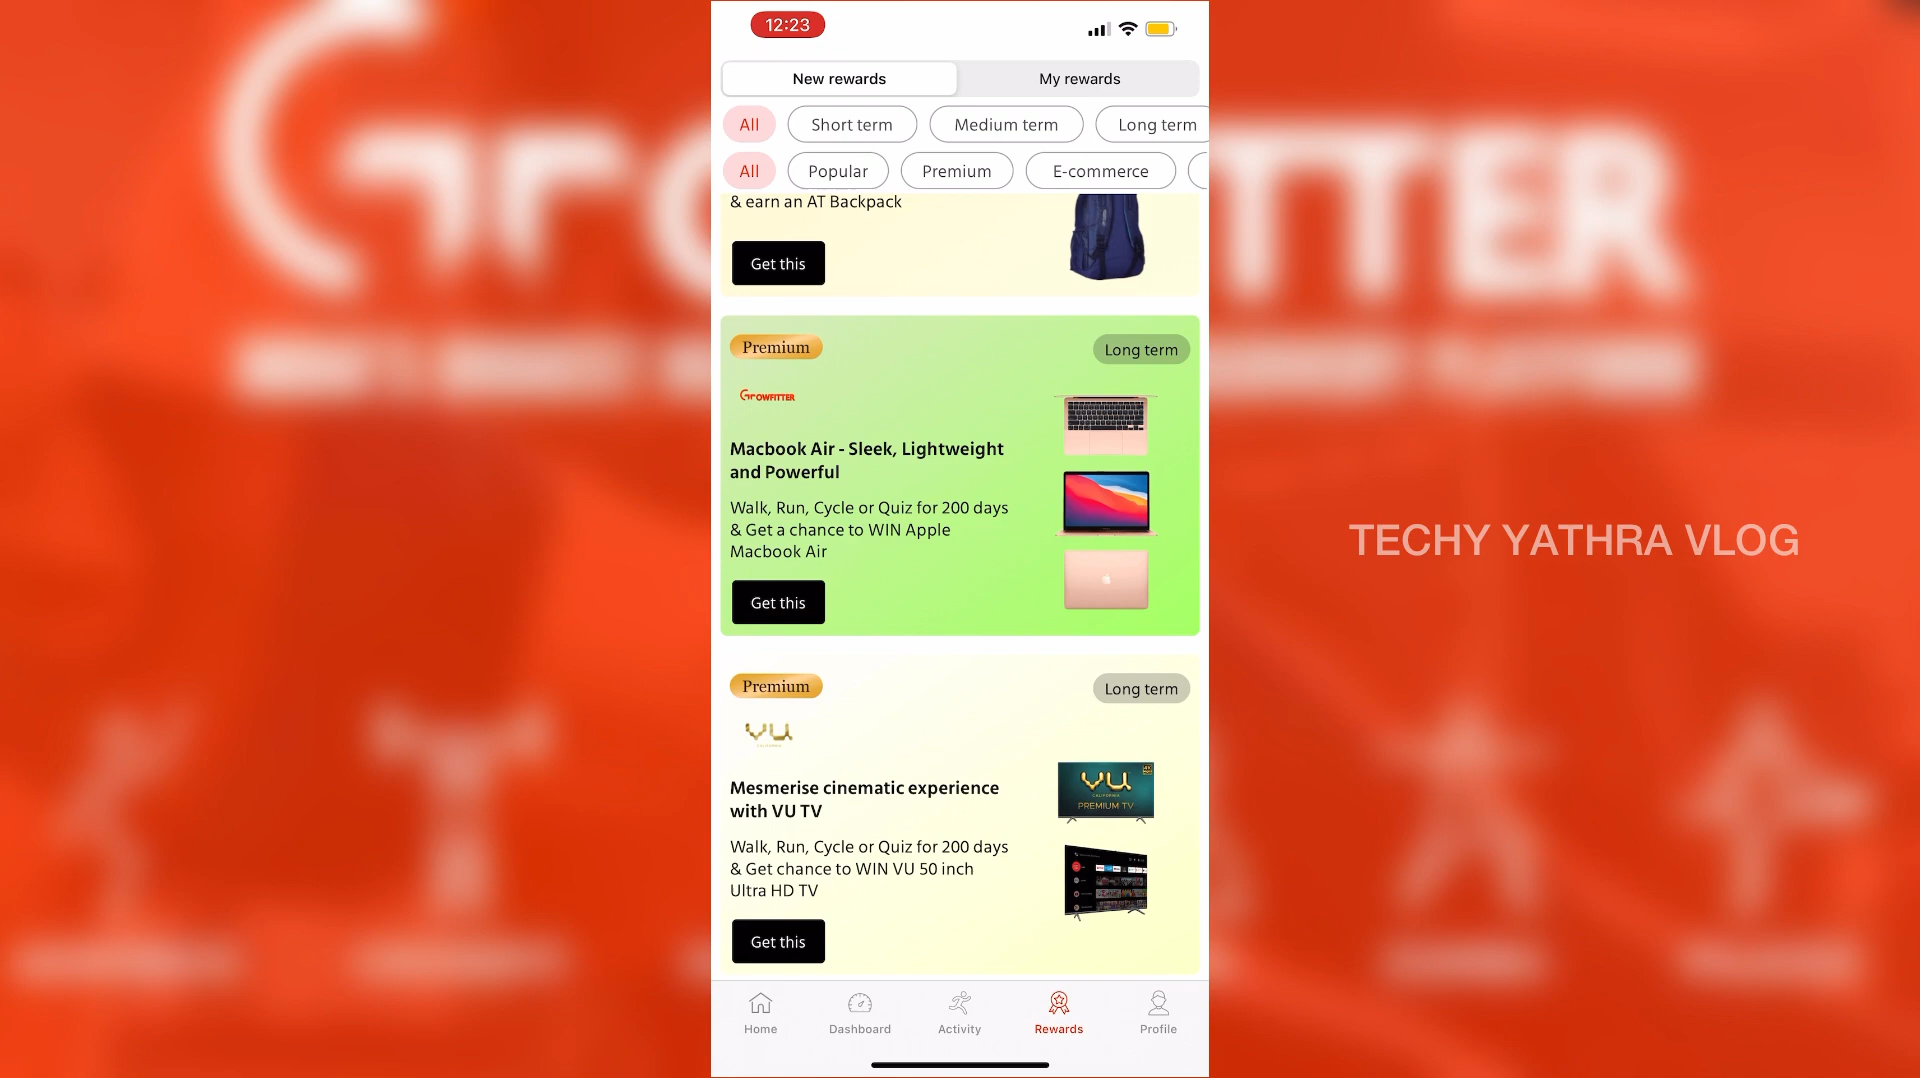 12:23
New rewards
My rewards
All
Short term
Medium term
Long term
All
Popular
Premium
E-commerce
& earn an AT Backpack
Get this
Premium
Long term
GROWFITTER
Macbook Air - Sleek, Lightweight
and Powerful
Walk, Run, Cycle or Quiz for 200 days
& Get a chance to WIN Apple
Macbook Air
Get this
Premium
Long term
VU
Mesmerise cinematic experience
with VU TV
VU
PREMIUM TV
Walk, Run, Cycle or Quiz for 200 days
& Get chance to WIN VU 50 inch
Ultra HD TV
Get this
Home
Dashboard
Activity
Rewards
Profile
TECHY YATHRA VLOG